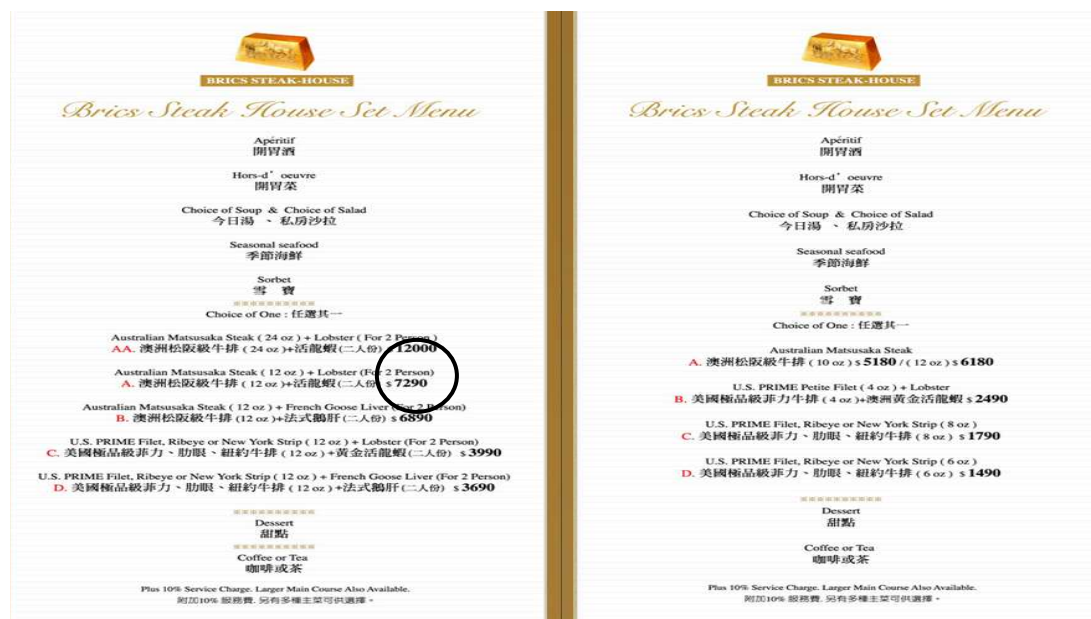 BRICS STEAK-HOUSE
Brics Steak House Set Menu
Apéritif
開胃酒
Hors-d' oeuvre
開胃菜
Choice of Soup & Choice of Salad
今日湯 、 私房沙拉
Seasonal seafood
季節海鮮
Sorbet
雪 寶
Choice of One : 任選其一
Australian Matsusaka Steak ( 24 oz ) + Lobster ( For 2 Person )
AA. 澳洲松阪級牛排 ( 24 oz )+活龍蝦(二人份) 12000
Australian Matsusaka Steak ( 12 oz ) + Lobster (For 2 Person)
A. 澳洲松阪級牛排 ( 12 oz )+活龍蝦(二人份) $ 7290
Australian Matsusaka Steak ( 12 oz ) + French Goose Liver (For 2 Person)
B. 澳洲松阪級牛排 (12 oz )+法式鵝肝(二人份) $ 6890
U.S. PRIME Filet, Ribeye or New York Strip ( 12 oz ) + Lobster (For 2 Person)
C. 美國極品級菲力、肋眼、紐約牛排 ( 12 oz ) +黃金活龍蝦(二人份) $ 3990
U.S. PRIME Filet, Ribeye or New York Strip ( 12 oz ) + French Goose Liver (For 2 Person)
D. 美國極品級菲力、肋眼、紐約牛排 ( 12 oz )+法式鵝肝(二人份) $ 3690
Dessert
甜點
Coffee or Tea
咖啡或茶
Plus 10% Service Charge. Larger Main Course Also Available.
附加10% 服務費. 另有多種主菜可供選擇。
BRICS STEAK-HOUSE
Brics Steak House Set Menu
Apéritif
開胃酒
Hors-d' oeuvre
開胃菜
Choice of Soup & Choice of Salad
今日湯 、 私房沙拉
Seasonal seafood
季節海鮮
Sorbet
雪 寶
Choice of One : 任選其一
Australian Matsusaka Steak
A. 澳洲松阪級牛排 ( 10 oz ) $ 5180 / ( 12 oz ) $ 6180
U.S. PRIME Petite Filet ( 4 oz ) + Lobster
B. 美國極品級菲力牛排 ( 4 oz )+澳洲黃金活龍蝦 $ 2490
U.S. PRIME Filet, Ribeye or New York Strip ( 8 oz )
C. 美國極品級菲力、肋眼、紐約牛排 ( 8 oz ) $ 1790
U.S. PRIME Filet, Ribeye or New York Strip ( 6 oz )
D. 美國極品級菲力、肋眼、紐約牛排 ( 6 oz ) $ 1490
Dessert
甜點
Coffee or Tea
咖啡或茶
Plus 10% Service Charge. Larger Main Course Also Available.
附加10% 服務費. 另有多種主菜可供選擇。